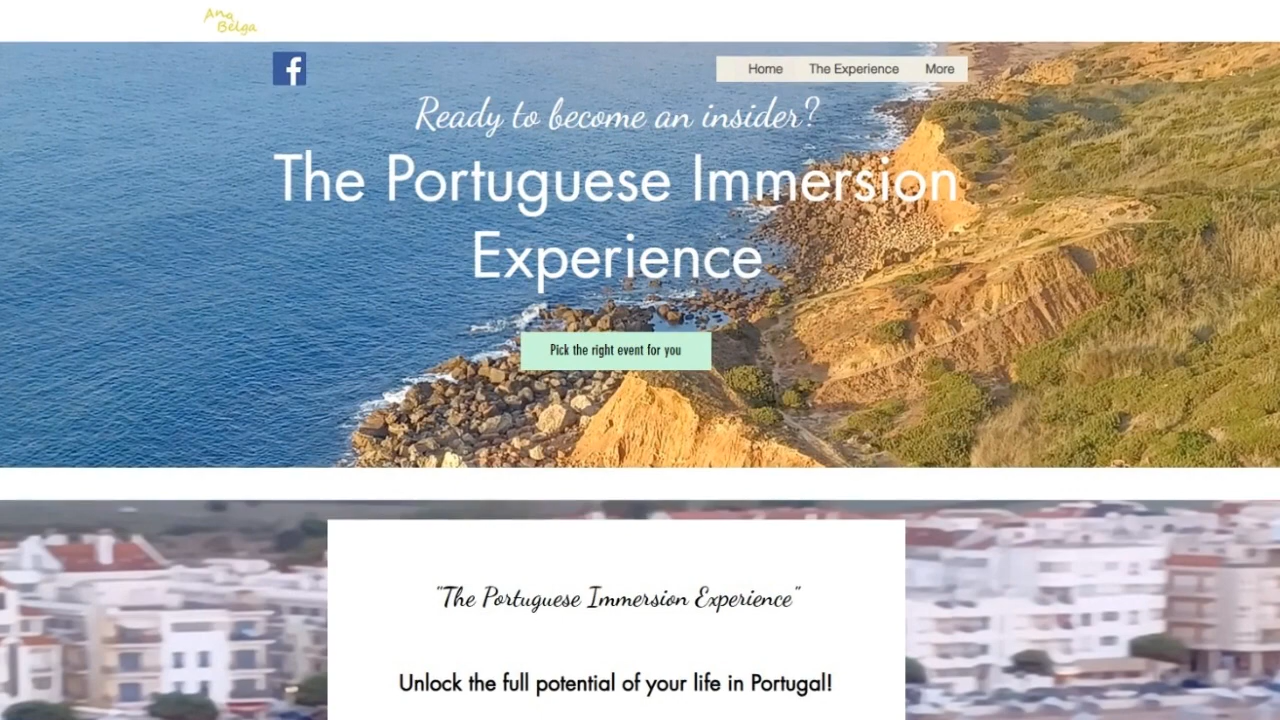 Ana
Belga
Home The Experience More
Ready to become an insider?
The Portuguese Immersion
Experience
Pick the right event for you
"The Portuguese Immersion Experience"
Unlock the full potential of your life in Portugal!